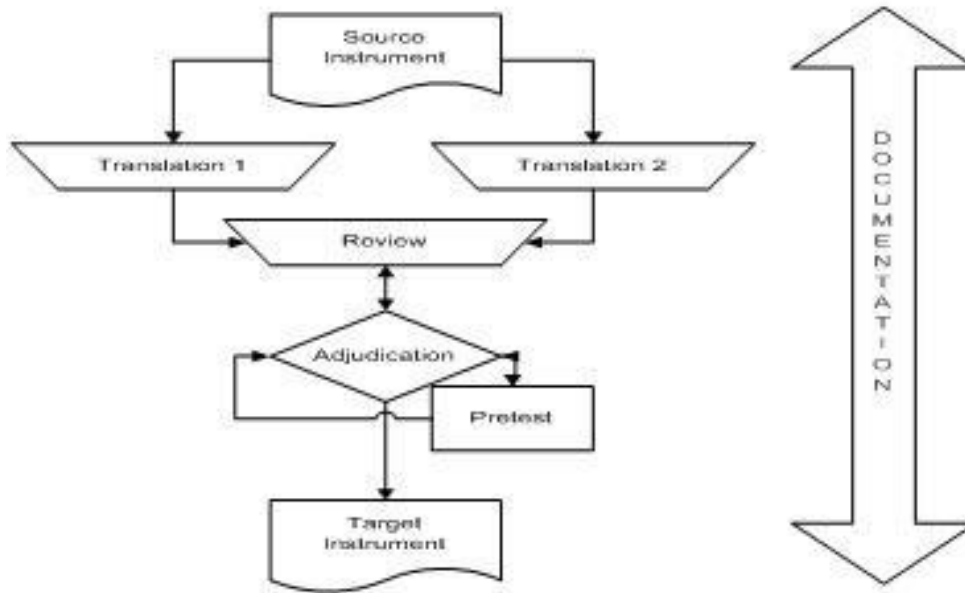 Source
Instrument
Translation 1
Translation 2
Review
Adjudication
Pretest
Target
Instrument
DOCUMENTATION